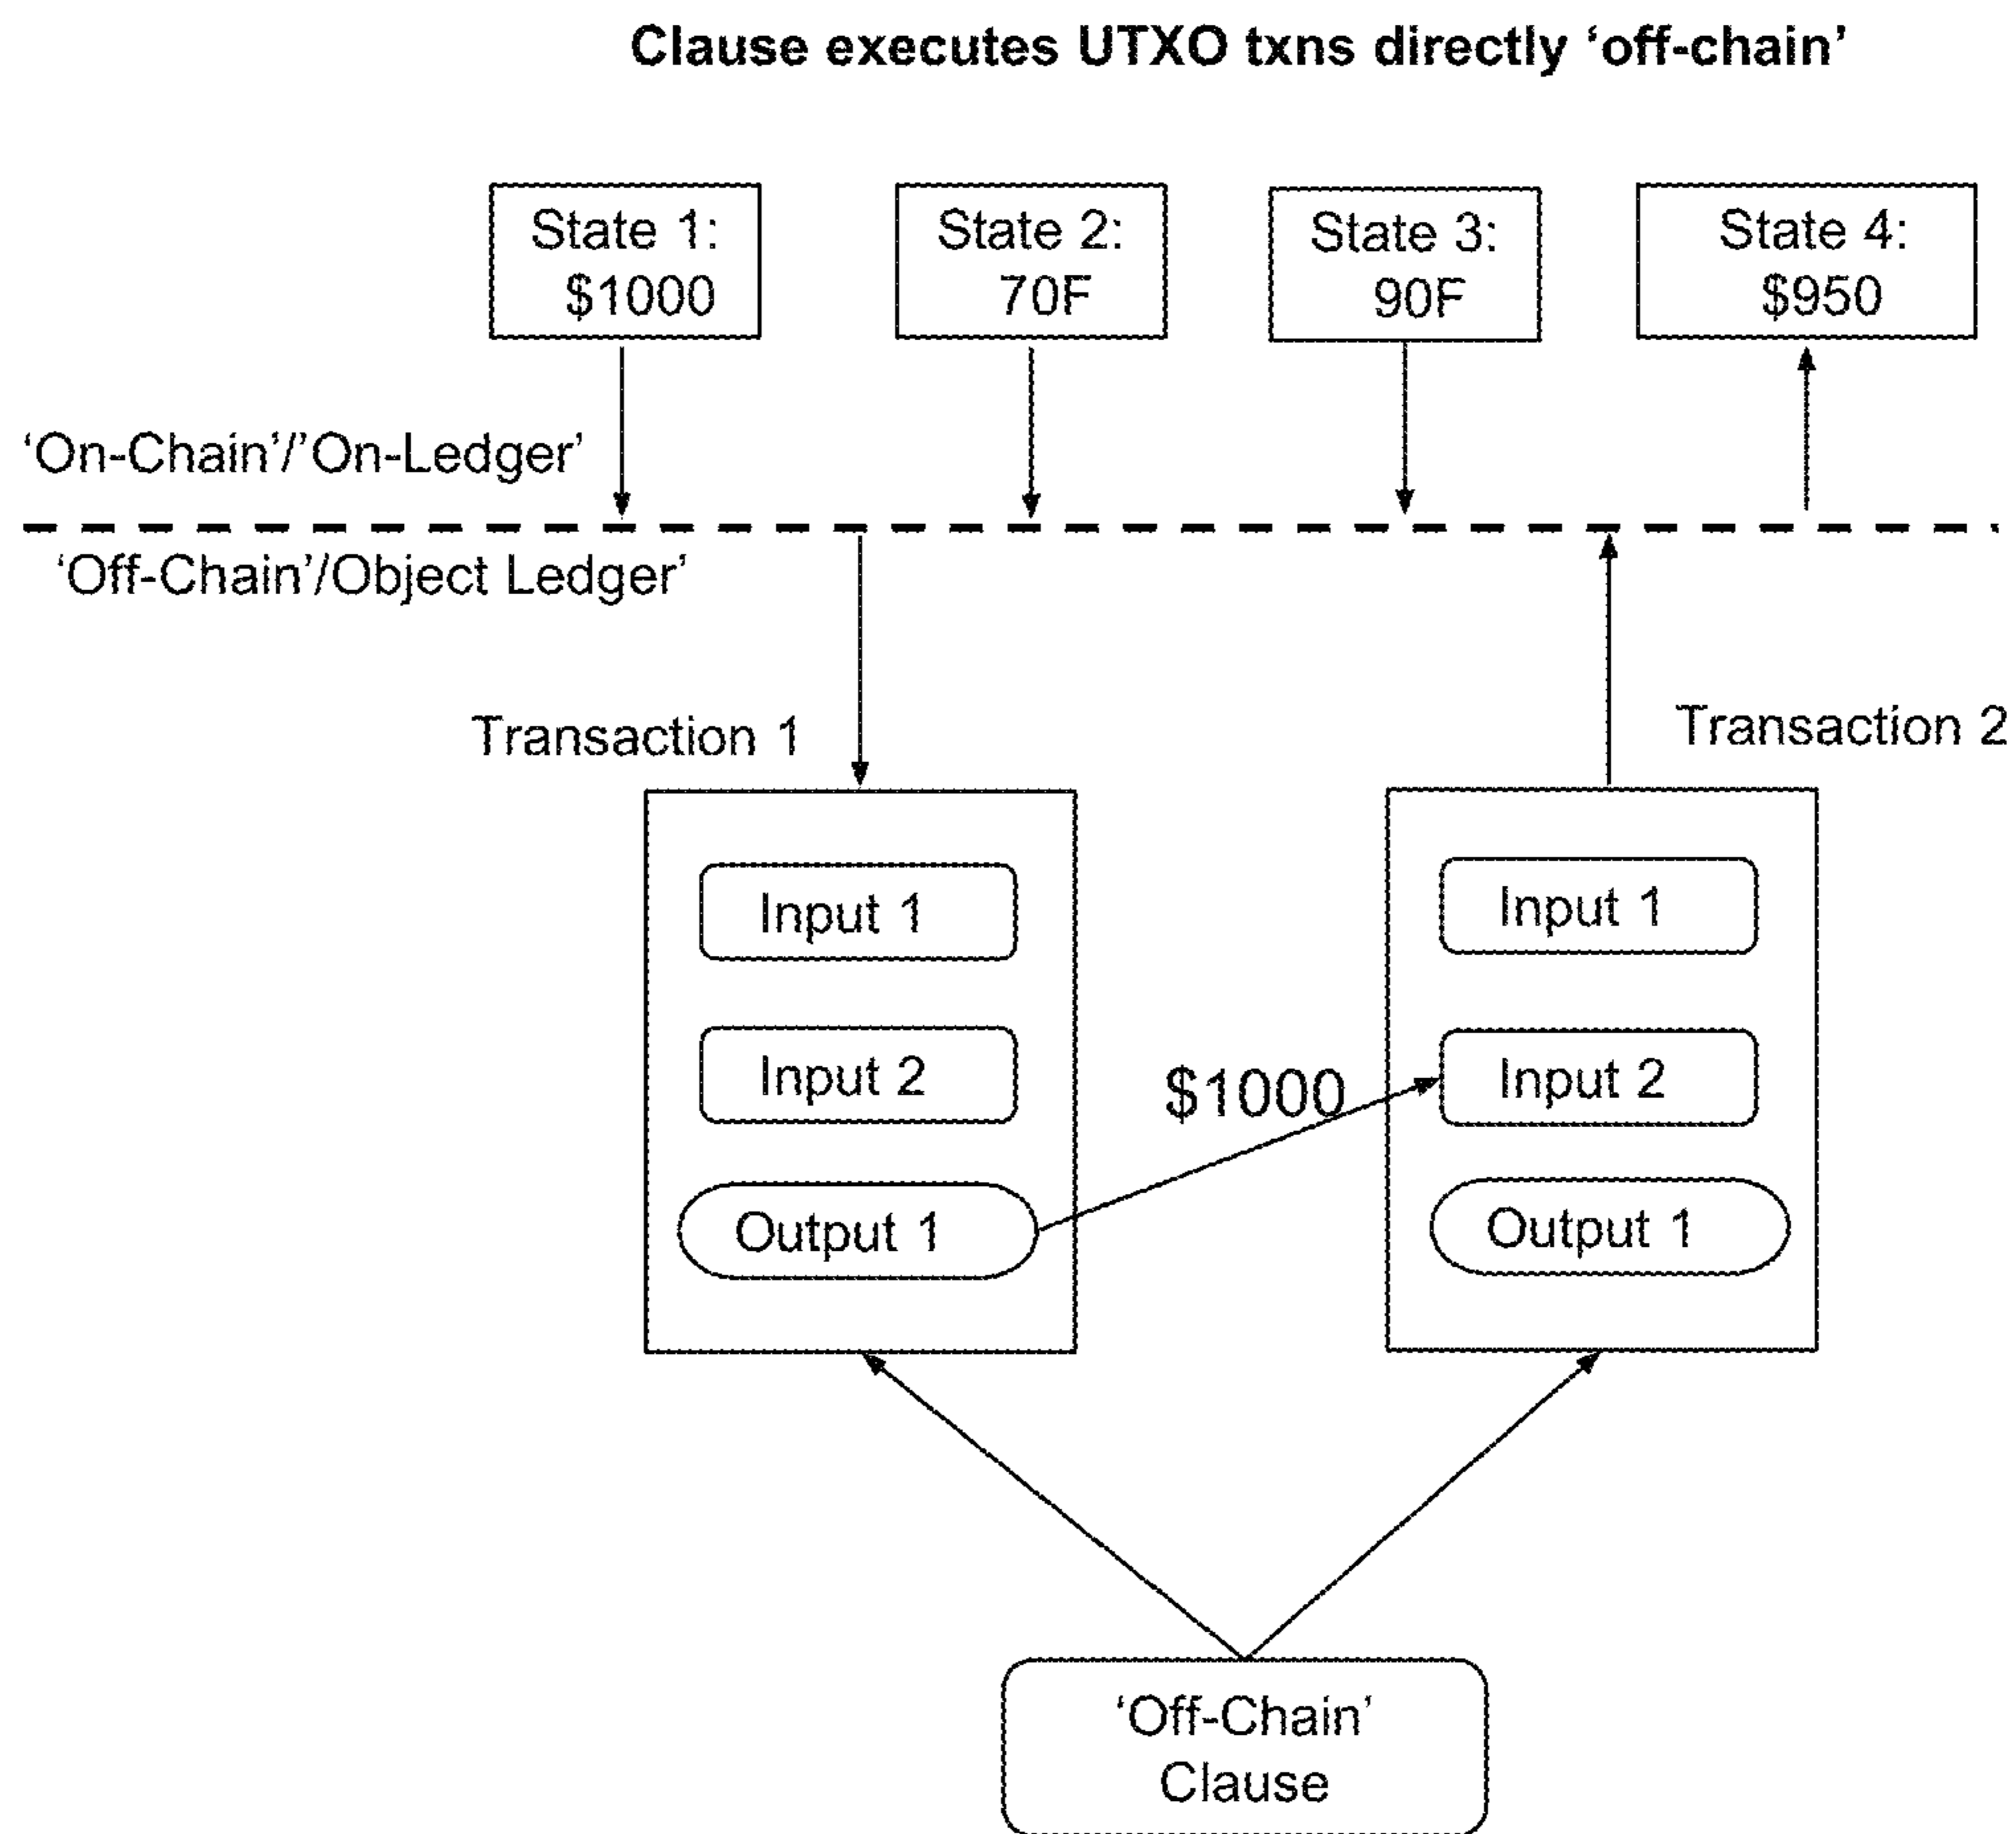 Clause executes UTXO txns directly ‘off-chain’
State 1:
$1000
State 2:
70F
State 3:
90F
State 4:
$950
‘On-Chain’/’On-Ledger’
‘Off-Chain’/Object Ledger’
Transaction 1
Transaction 2
Input 1
Input 2
Output 1
$1000
Input 1
Input 2
Output 1
‘Off-Chain’
Clause